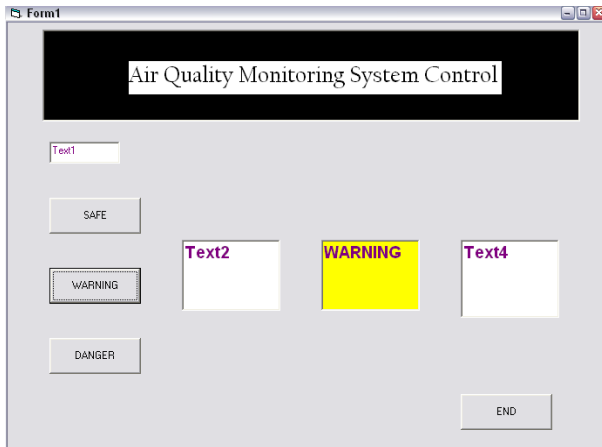 Form1
Air Quality Monitoring System Control
Text1
SAFE
Text2
WARNING
Text4
WARNING
DANGER
END